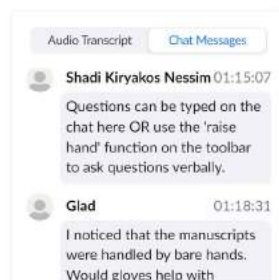 Audio Transcript Chat Messages
Shadi Kiryakos Nessim 01:15:07
Questions can be typed on the
chat here OR use the 'raise
hand' function on the toolbar
to ask questions verbally.
Glad 01:18:31
I noticed that the manuscripts
were handled by bare hands.
Would gloves help with